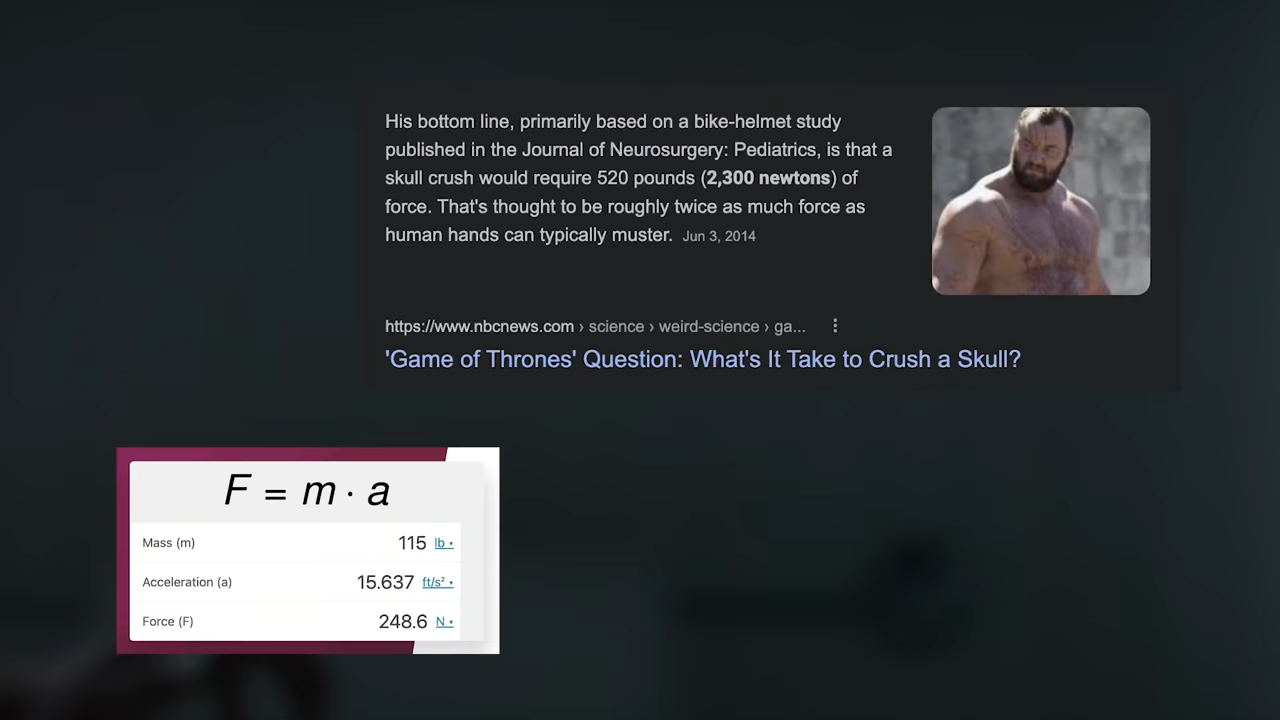 His bottom line, primarily based on a bike-helmet study
published in the Journal of Neurosurgery: Pediatrics, is that a
skull crush would require 520 pounds (2,300 newtons) of
force. That's thought to be roughly twice as much force as
human hands can typically muster. Jun 3, 2014
https://www.nbcnews.com › science › weird-science › ga...
'Game of Thrones' Question: What's It Take to Crush a Skull?
F = m · a
Mass (m) 115 lb
Acceleration (a) 15.637 ft/s²
Force (F) 248.6 N